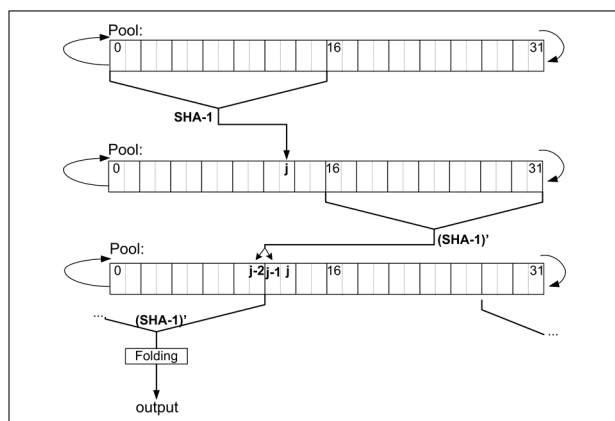 Pool:
0 16 31
SHA-1
Pool:
0 j 16 31
(SHA-1)'
Pool:
0 j-2 j-1 j 16 31
... (SHA-1)' ...
Folding
output